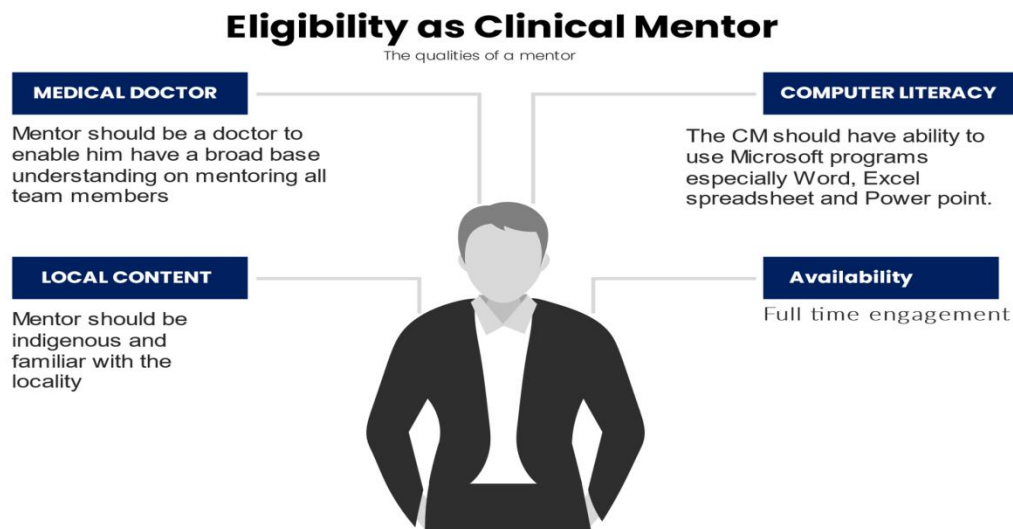 Eligibility as Clinical Mentor
The qualities of a mentor
MEDICAL DOCTOR
Mentor should be a doctor to
enable him have a broad base
understanding on mentoring all
team members
COMPUTER LITERACY
The CM should have ability to
use Microsoft programs
especially Word, Excel
spreadsheet and Power point.
LOCAL CONTENT
Mentor should be
indigenous and
familiar with the
locality
Availability
Full time engagement